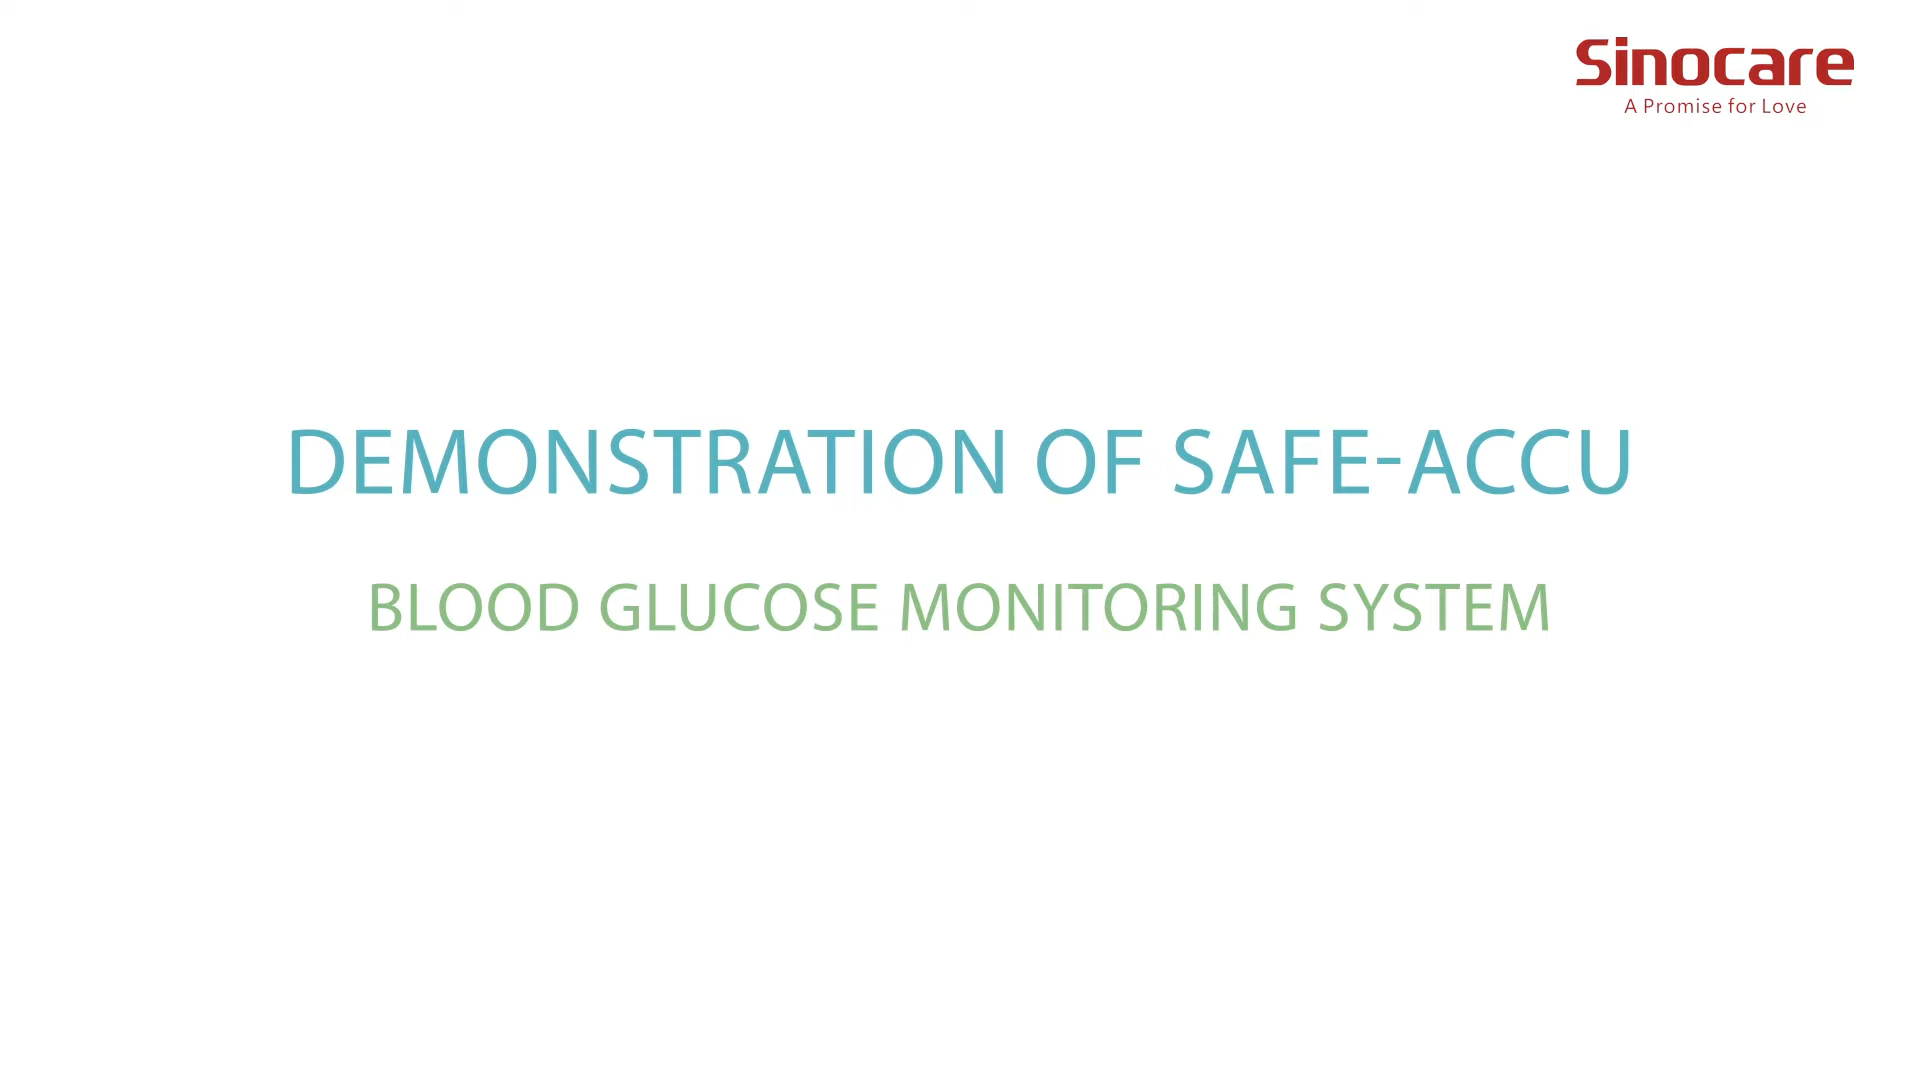 Sinocare
A Promise for Love
DEMONSTRATION OF SAFE-ACCU
BLOOD GLUCOSE MONITORING SYSTEM